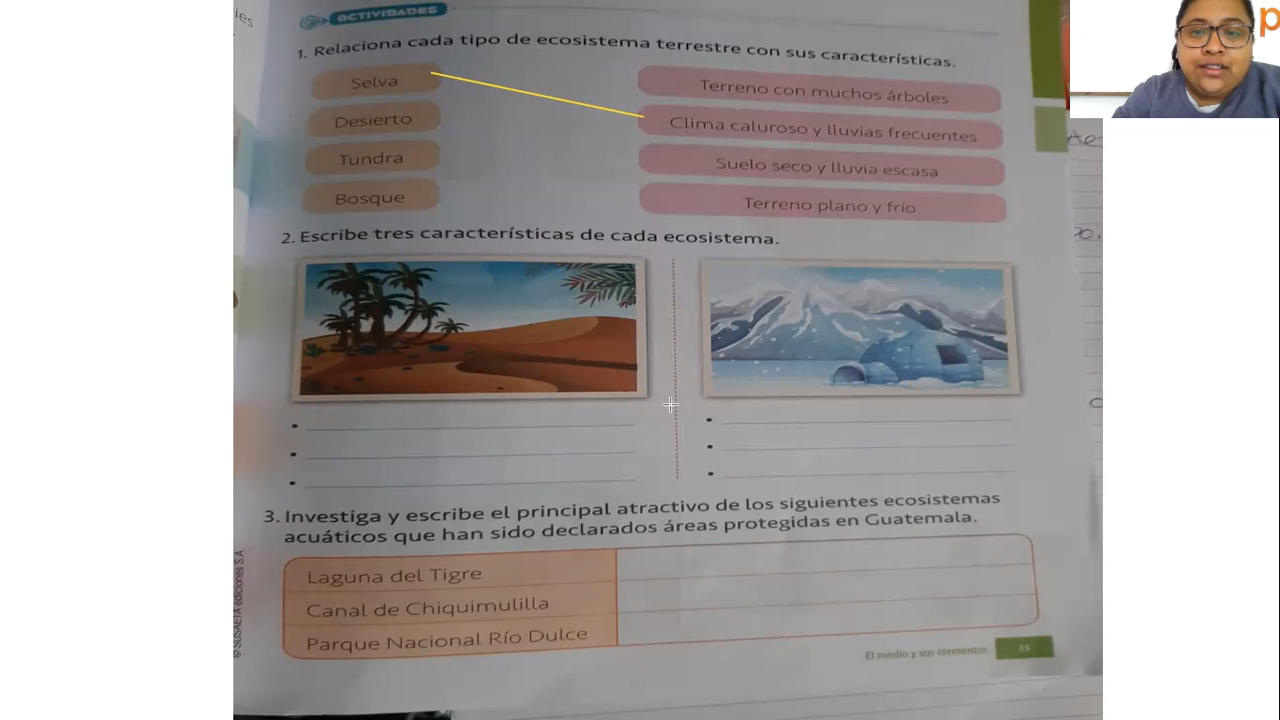 ies
ACTIVIDADES
1. Relaciona cada tipo de ecosistema terrestre con sus características.
Selva
Desierto
Tundra
Bosque
Terreno con muchos árboles
Clima caluroso y lluvias frecuentes
Suelo seco y lluvia escasa
Terreno plano y frío
2. Escribe tres características de cada ecosistema.
3. Investiga y escribe el principal atractivo de los siguientes ecosistemas
acuáticos que han sido declarados áreas protegidas en Guatemala.
Laguna del Tigre
Canal de Chiquimulilla
Parque Nacional Río Dulce
© SUSAETA ediciones S.A.
El medio y sus elementos 35